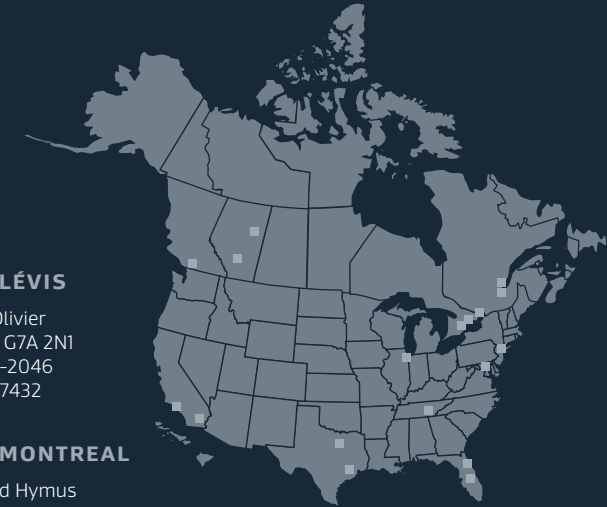 LÉVIS
Olivier
G7A 2N1
-2046
7432
MONTREAL
d Hymus